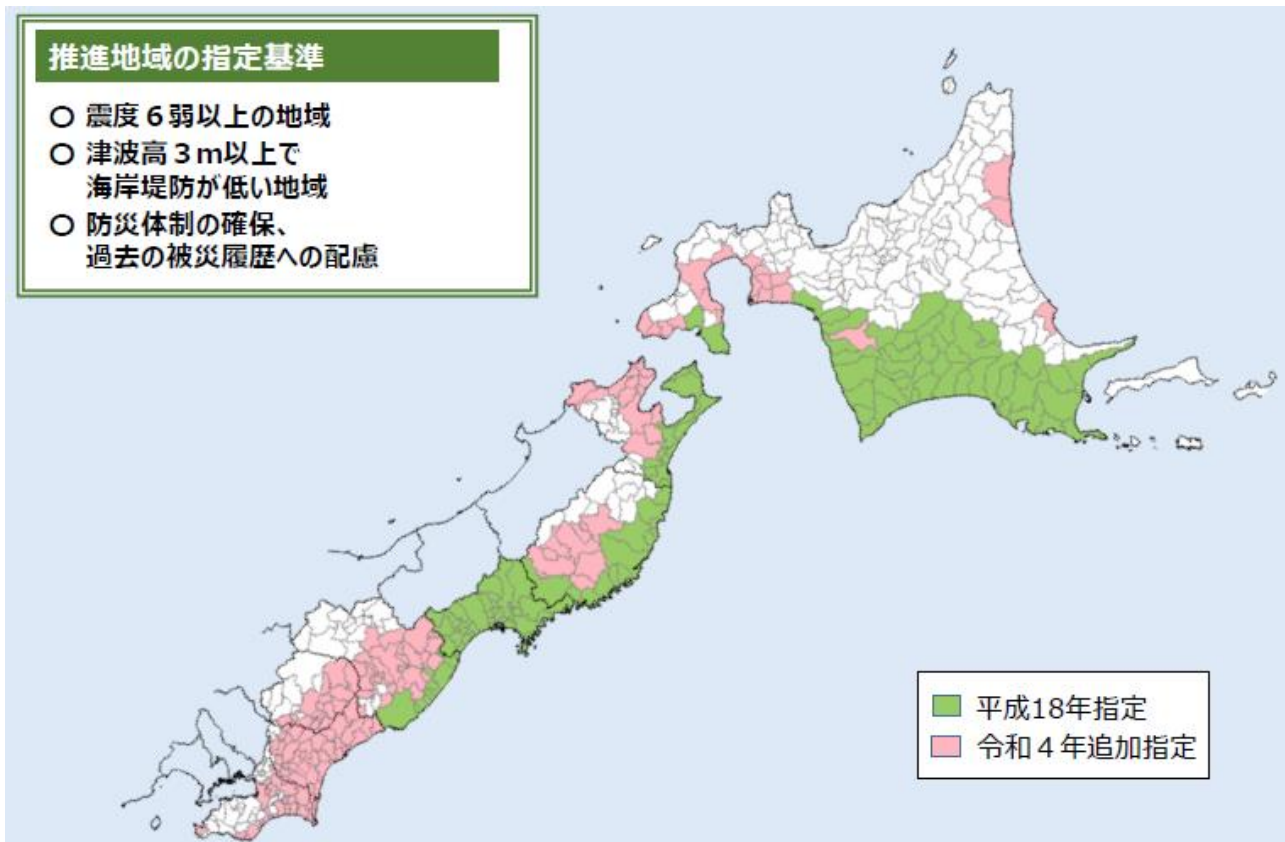 推進地域の指定基準
○ 震度６弱以上の地域
○ 津波高３ｍ以上で
海岸堤防が低い地域
○ 防災体制の確保、
過去の被災履歴への配慮
平成18年指定
令和４年追加指定